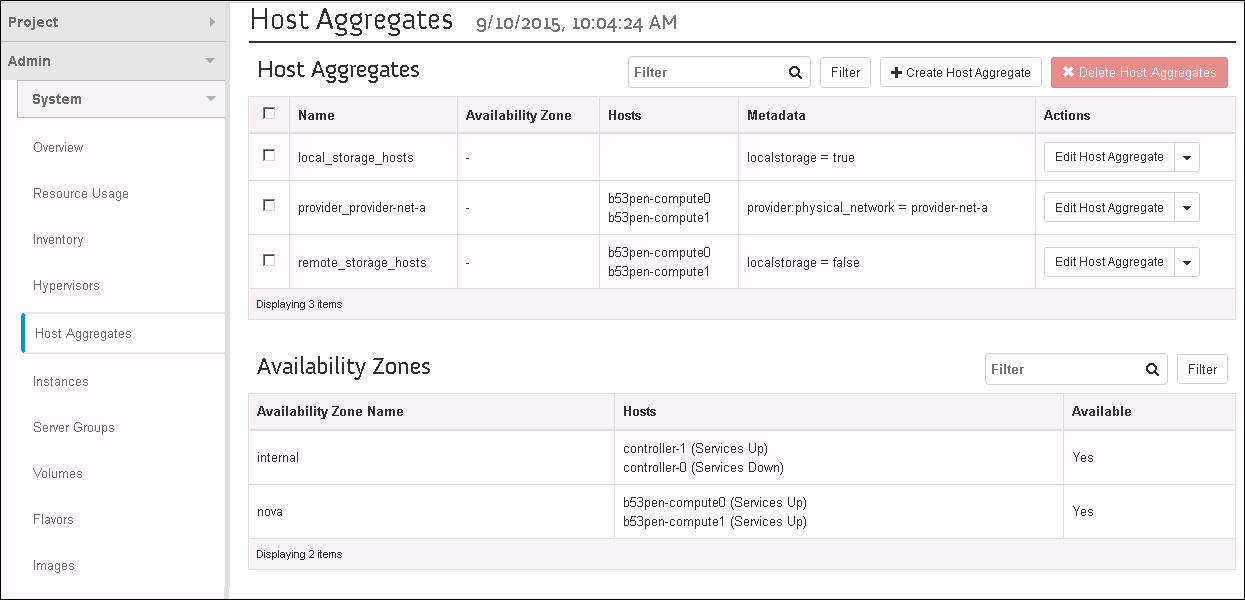 Project
Admin
System
Overview
Resource Usage
Inventory
Hypervisors
Host Aggregates
Instances
Server Groups
Volumes
Flavors
Images
Host Aggregates 9/10/2015, 10:04:24 AM
Host Aggregates
Filter Filter Create Host Aggregate Delete Host Aggregates
Name Availability Zone Hosts Metadata Actions
local_storage_hosts - localstorage = true Edit Host Aggregate
provider_provider-net-a - b53pen-compute0 provider:physical_network = provider-net-a Edit Host Aggregate
b53pen-compute1
remote_storage_hosts - b53pen-compute0 localstorage = false Edit Host Aggregate
b53pen-compute1
Displaying 3 items
Availability Zones
Filter Filter
Availability Zone Name Hosts Available
internal controller-1 (Services Up) Yes
controller-0 (Services Down)
nova b53pen-compute0 (Services Up) Yes
b53pen-compute1 (Services Up)
Displaying 2 items